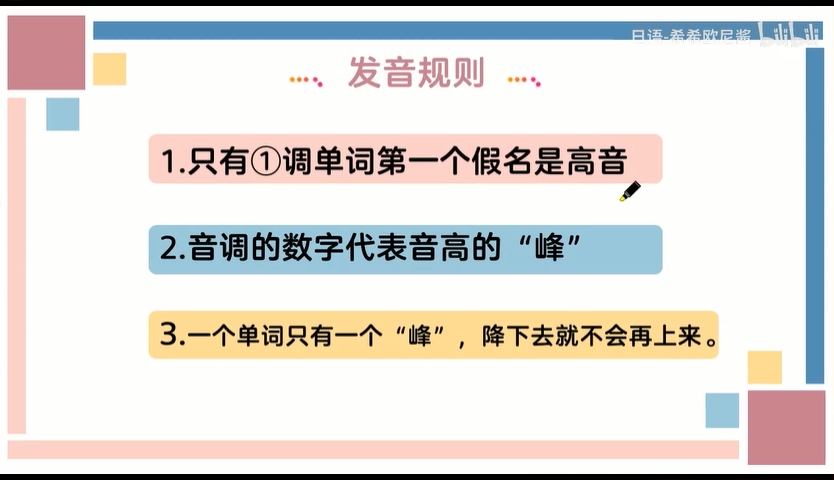 日语-希希欧尼酱 bilibili
发音规则
1.只有①调单词第一个假名是高音
2.音调的数字代表音高的“峰”
3.一个单词只有一个“峰”，降下去就不会再上来。